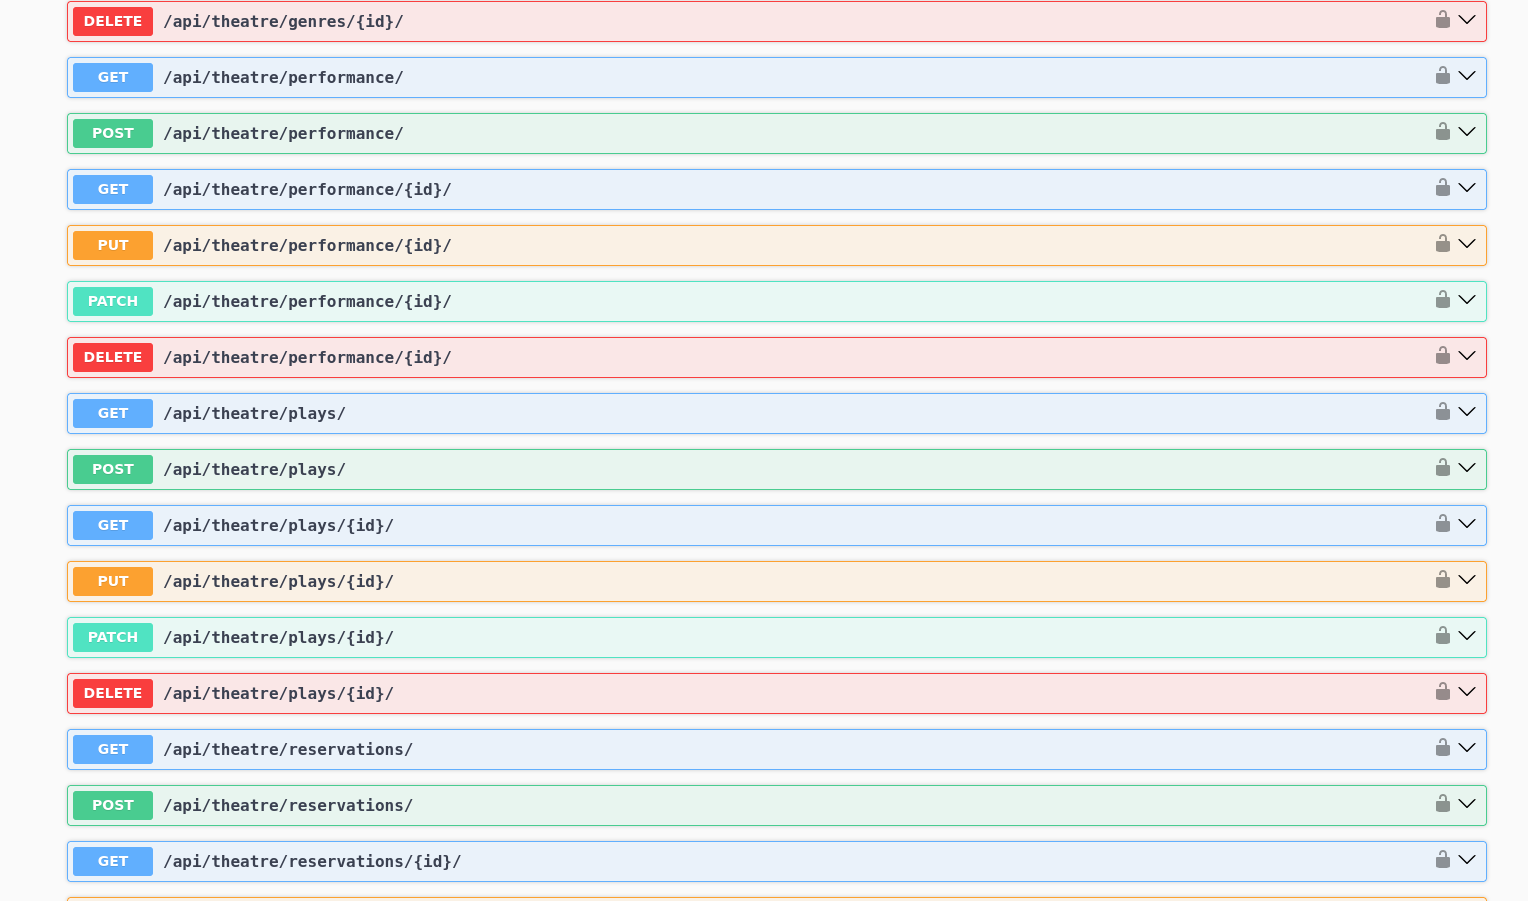 DELETE /api/theatre/genres/{id}/
GET /api/theatre/performance/
POST /api/theatre/performance/
GET /api/theatre/performance/{id}/
PUT /api/theatre/performance/{id}/
PATCH /api/theatre/performance/{id}/
DELETE /api/theatre/performance/{id}/
GET /api/theatre/plays/
POST /api/theatre/plays/
GET /api/theatre/plays/{id}/
PUT /api/theatre/plays/{id}/
PATCH /api/theatre/plays/{id}/
DELETE /api/theatre/plays/{id}/
GET /api/theatre/reservations/
POST /api/theatre/reservations/
GET /api/theatre/reservations/{id}/